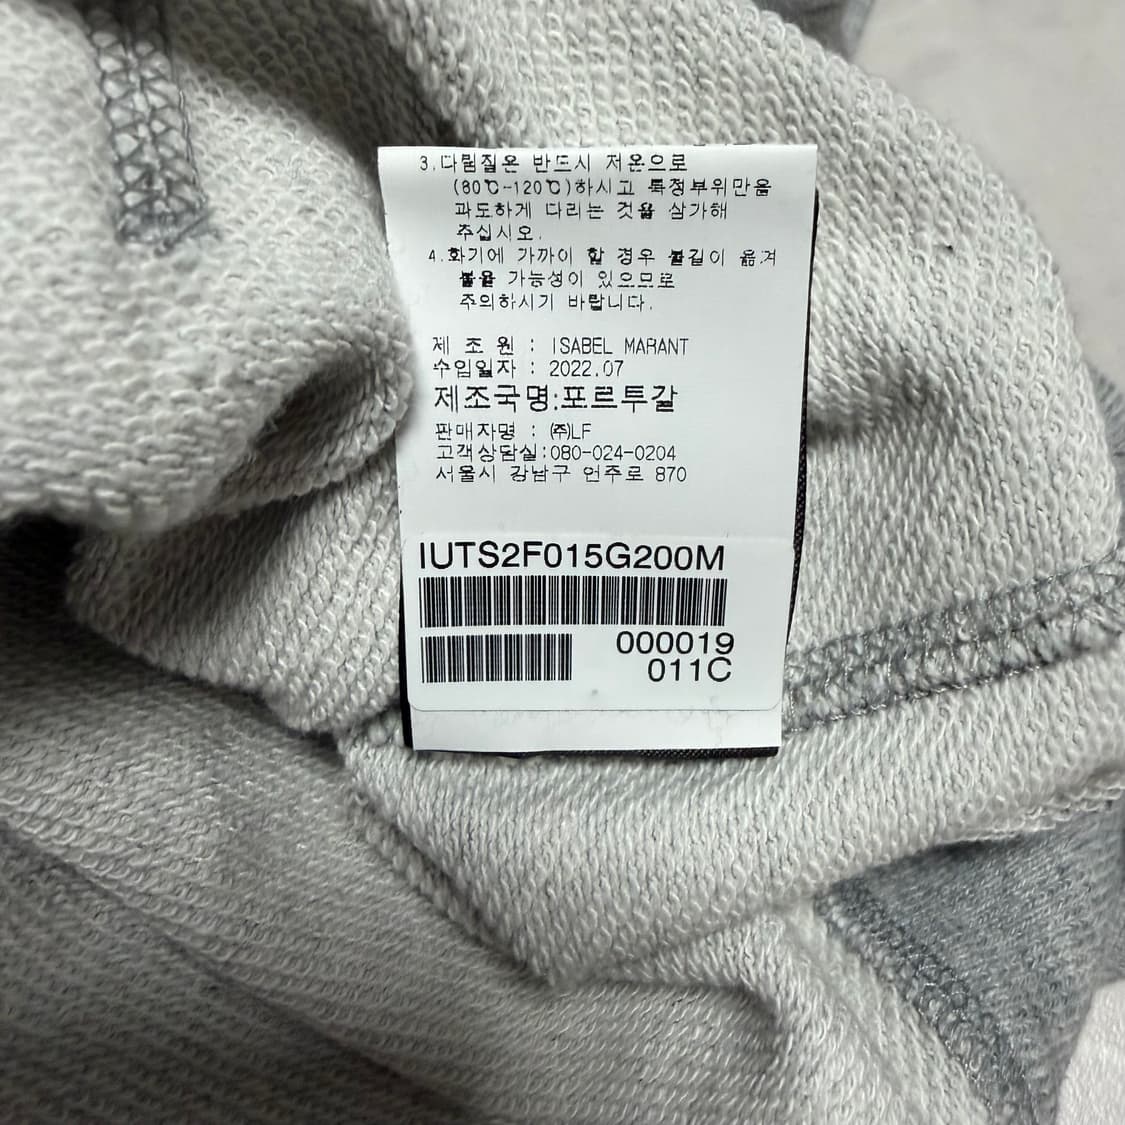 3.다림질은 반드시 저온으로
(80℃-120℃)하시고 특정부위만을
과도하게 다리는 것을 삼가해
주십시오.
4.화기에 가까이 할 경우 불길이 옮겨
붙을 가능성이 있으므로
주의하시기 바랍니다.
제 조 원 : ISABEL MARANT
수입일자 : 2022.07
제조국명:포르투갈
판매자명 : ㈜LF
고객상담실:080-024-0204
서울시 강남구 언주로 870
IUTS2F015G200M
000019
011C